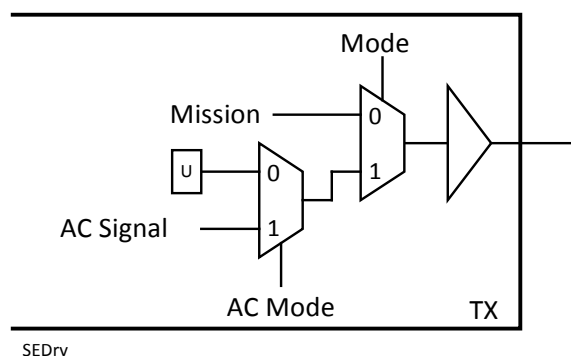 Mode
Mission
0
U
0
1
AC Signal
1
AC Mode
TX
SEDrv